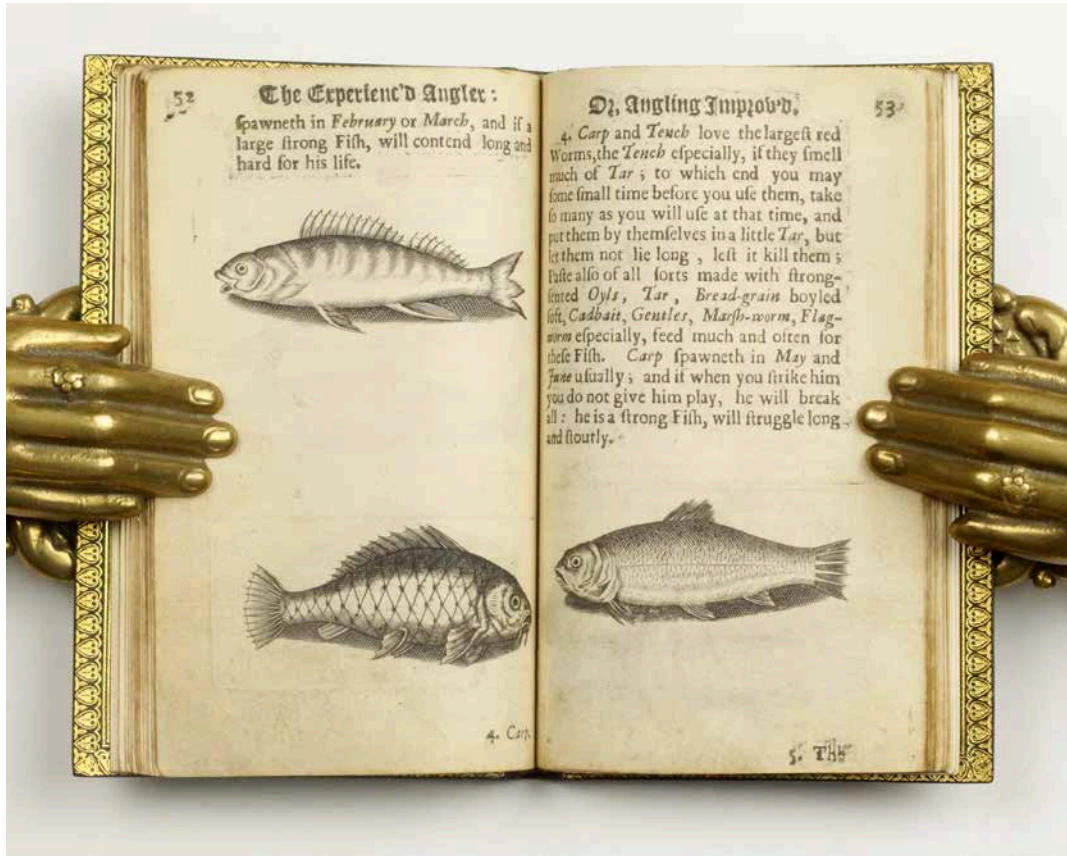 52
The Experienc'd Angler:
ſpawneth in February or March, and if a
large ſtrong Fiſh, will contend long and
hard for his life.
4. Carp
Or, Angling Improv'd.
53
4. Carp and Tench love the largeſt red
Worms, the Tench eſpecially, if they ſmell
much of Tar; to which end you may
ſome ſmall time before you uſe them, take
ſo many as you will uſe at that time, and
put them by themſelves in a little Tar, but
let them not lie long, leſt it kill them;
Paſte alſo of all ſorts made with ſtrong-
ſented Oyls, Tar, Bread-grain boyled
ſoft, Cadbait, Gentles, Marſh-worm, Flag-
worm eſpecially, feed much and often for
theſe Fiſh. Carp ſpawneth in May and
June uſually; and if when you ſtrike him
you do not give him play, he will break
all: he is a ſtrong Fiſh, will ſtruggle long
and ſtoutly.
5.